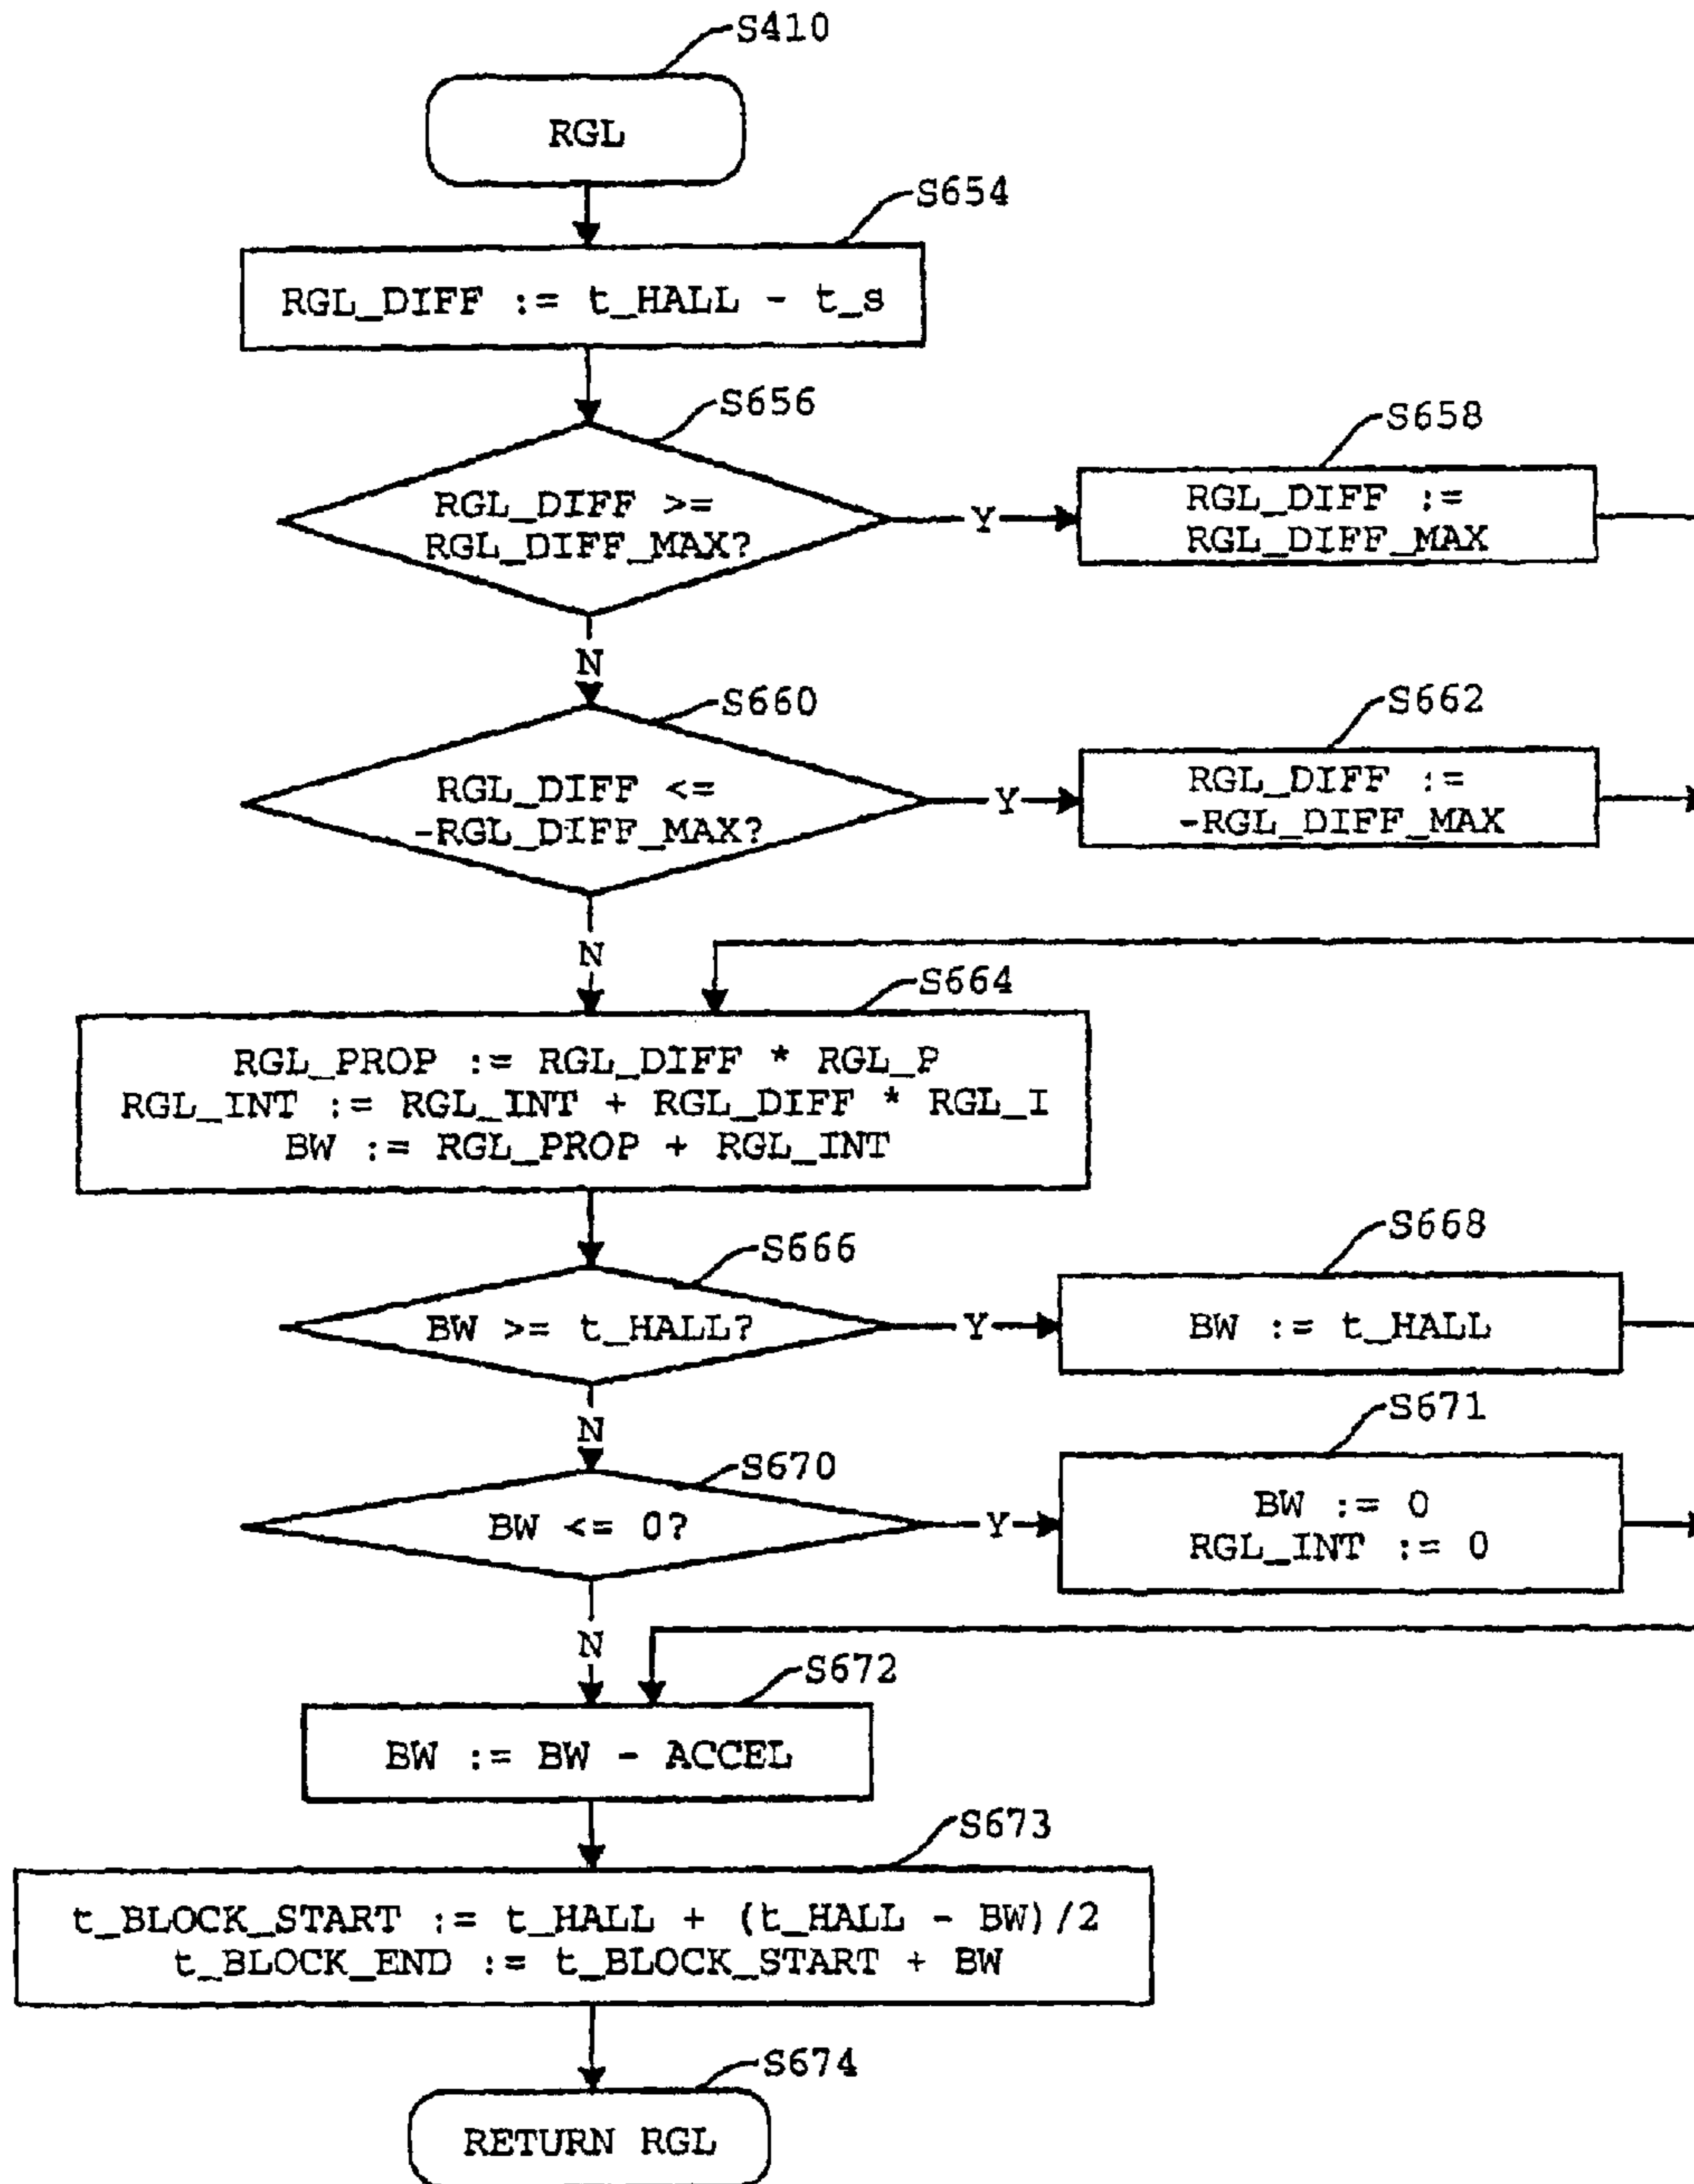 S410
RGL
S654
RGL_DIFF := t_HALL - t_s
S656
RGL_DIFF >=
RGL_DIFF_MAX?
Y
S658
RGL_DIFF :=
RGL_DIFF_MAX
N
S660
RGL_DIFF <=
-RGL_DIFF_MAX?
Y
S662
RGL_DIFF :=
-RGL_DIFF_MAX
N
S664
RGL_PROP := RGL_DIFF * RGL_P
RGL_INT := RGL_INT + RGL_DIFF * RGL_I
BW := RGL_PROP + RGL_INT
S666
BW >= t_HALL?
Y
S668
BW := t_HALL
N
S670
BW <= 0?
Y
S671
BW := 0
RGL_INT := 0
N
S672
BW := BW - ACCEL
S673
t_BLOCK_START := t_HALL + (t_HALL - BW)/2
t_BLOCK_END := t_BLOCK_START + BW
S674
RETURN RGL